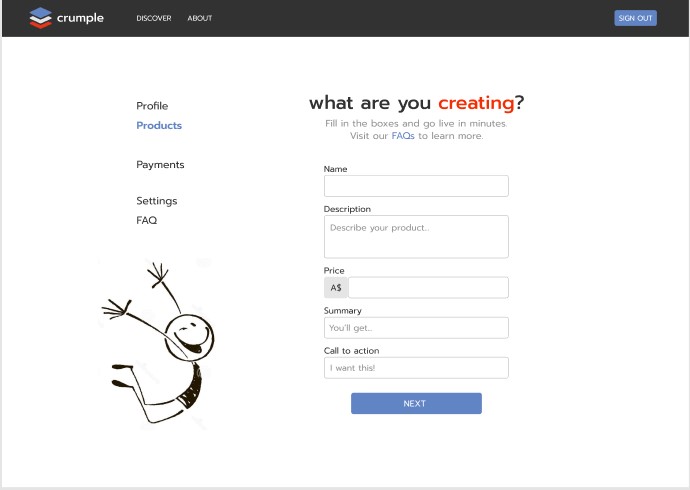 crumple
DISCOVER
ABOUT
SIGN OUT
Profile
Products
Payments
Settings
FAQ
what are you creating?
Fill in the boxes and go live in minutes.
Visit our FAQs to learn more.
Name
Description
Describe your product...
Price
A$
Summary
You'll get...
Call to action
I want this!
NEXT